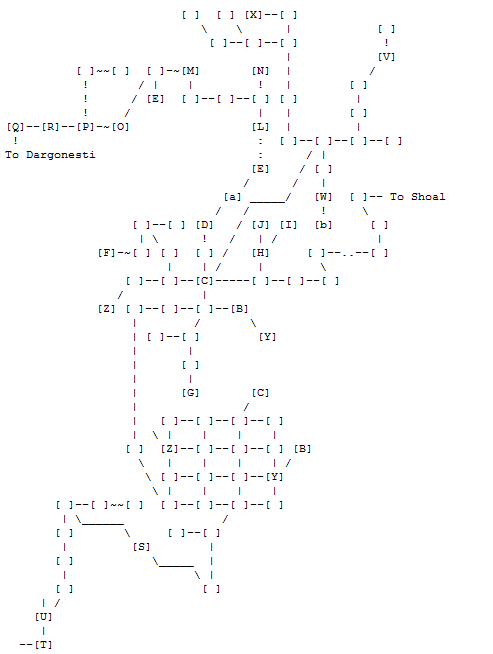 [ ]  [ ] [X]--[ ]
\    \      |            [ ]
[ ]--[ ]--[ ]             !
|             [V]
[ ]~~[ ]  [ ]-~[M]       [N]  |            /
!       / |    |         !   |        [ ]
!      / [E]  [ ]--[ ]--[ ] [ ]        |
!     /                  |   |        [ ]
[Q]--[R]--[P]-~[O]                 [L]  |         |
!                                   :  [ ]--[ ]--[ ]--[ ]
To Dargonesti                       :      / |
[E]    / [ ]
/      /   |
[a] _____/   [W]  [ ]-- To Shoal
/  /          !     \
[ ]--[ ] [D]  / [J] [I]  [b]     [ ]
| \      !   /  | /               |
[F]-~[ ] [ ]  [ ] /  [H]     [ ]--..--[ ]
|    | /     |        \
[ ]--[ ]--[C]-----[ ]--[ ]--[ ]
/           |
[Z] [ ]--[ ]--[ ]--[B]
|        /       \
| [ ]--[ ]       [Y]
|       |
|      [ ]
|       |
|      [G]      [C]
|              /
|   [ ]--[ ]--[ ]--[ ]
|  \ |    |    |    |
[ ]  [Z]--[ ]--[ ]--[ ] [B]
\   |    |    |    | /
\ [ ]--[ ]--[ ]--[Y]
\ |    |    |    |
[ ]--[ ]~~[ ]  [ ]--[ ]--[ ]--[ ]
| \______              /
[ ]      \     [ ]--[ ]
|        [S]        |
[ ]         \_____  |
|                \ |
[ ]                [ ]
| /
[U]
|
--[T]